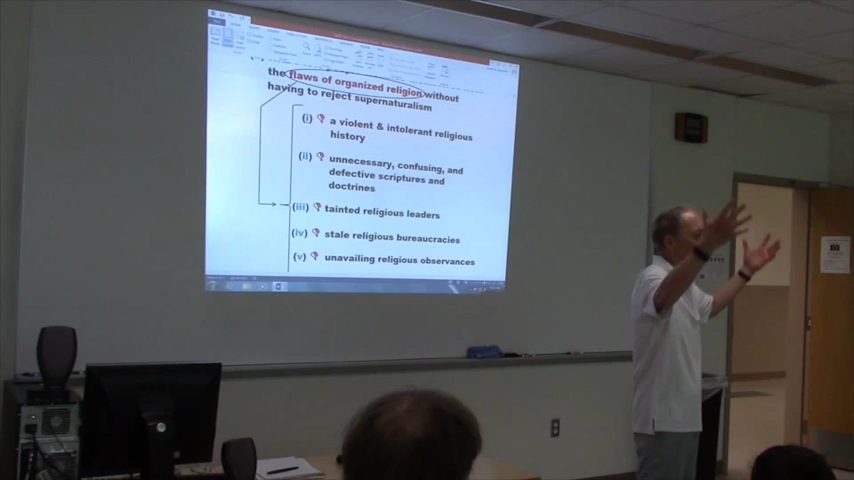 the flaws of organized religion without
having to reject supernaturalism
(i) a violent & intolerant religious
history
(ii) unnecessary, confusing, and
defective scriptures and
doctrines
(iii) tainted religious leaders
(iv) stale religious bureaucracies
(v) unavailing religious observances